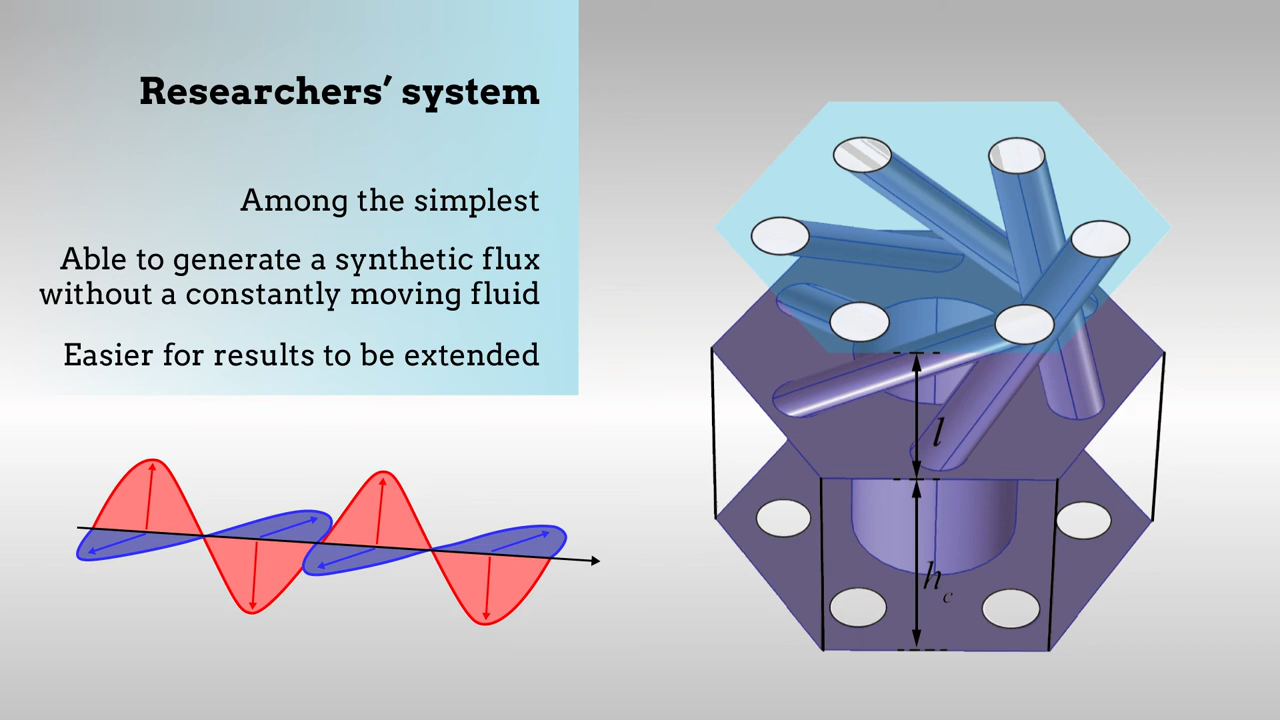 Researchers’ system
Among the simplest
Able to generate a synthetic flux
without a constantly moving fluid
Easier for results to be extended
l
h_c